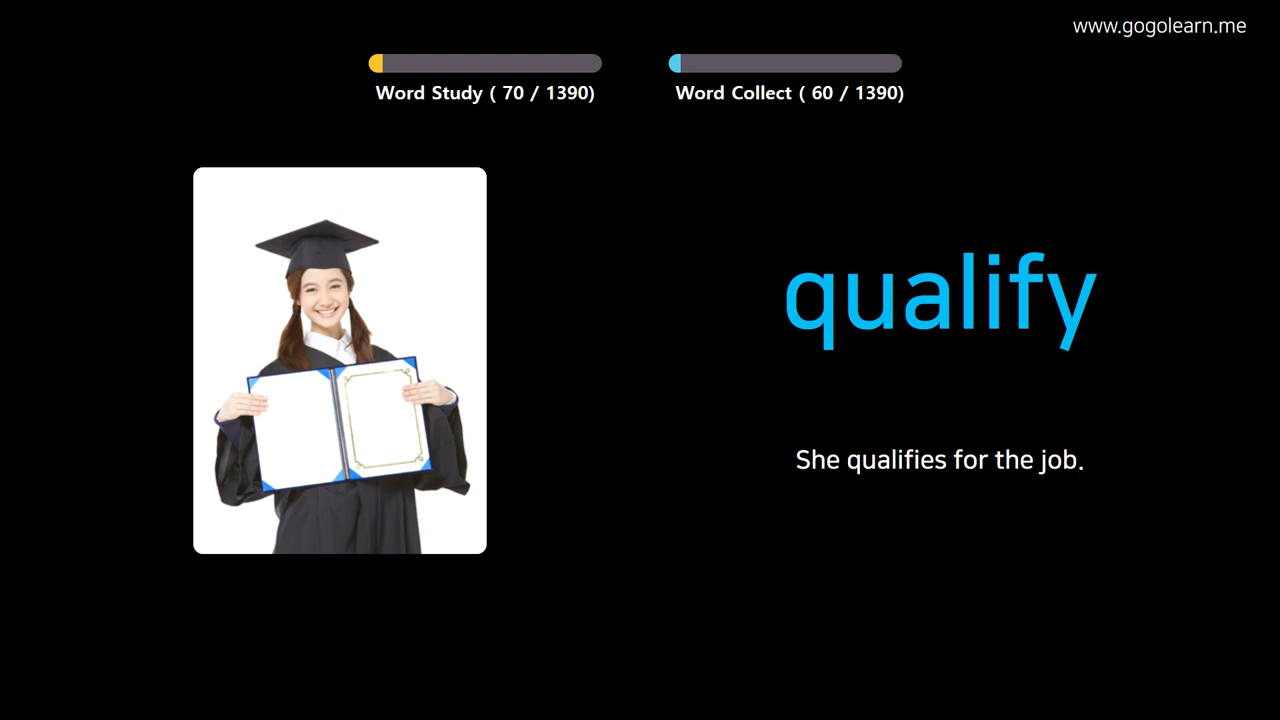 www.gogolearn.me
Word Study ( 70 / 1390)
Word Collect ( 60 / 1390)
qualify
She qualifies for the job.